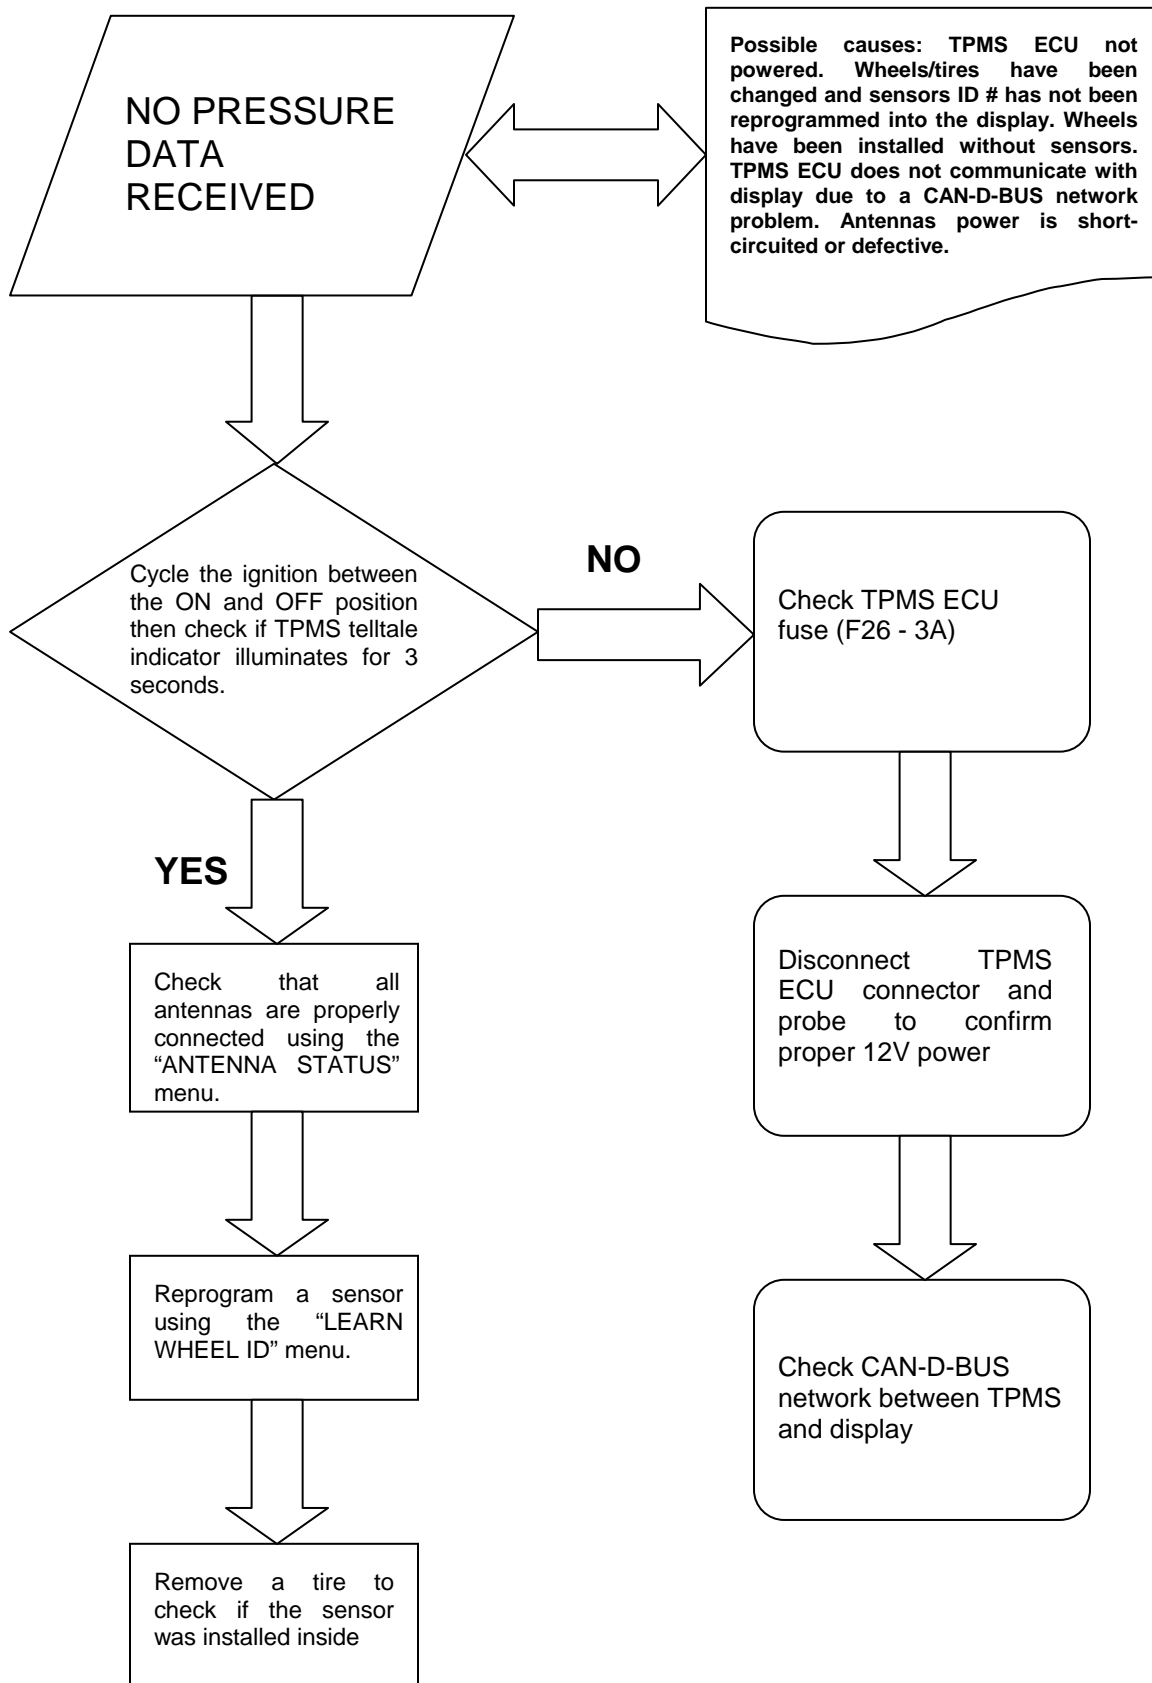 NO PRESSURE
DATA
RECEIVED
Possible causes: TPMS ECU not
powered. Wheels/tires have been
changed and sensors ID # has not been
reprogrammed into the display. Wheels
have been installed without sensors.
TPMS ECU does not communicate with
display due to a CAN-D-BUS network
problem. Antennas power is short-
circuited or defective.
Cycle the ignition between
the ON and OFF position
then check if TPMS telltale
indicator illuminates for 3
seconds.
NO
Check TPMS ECU
fuse (F26 - 3A)
YES
Check that all
antennas are properly
connected using the
“ANTENNA STATUS”
menu.
Disconnect TPMS
ECU connector and
probe to confirm
proper 12V power
Reprogram a sensor
using the “LEARN
WHEEL ID” menu.
Check CAN-D-BUS
network between TPMS
and display
Remove a tire to
check if the sensor
was installed inside